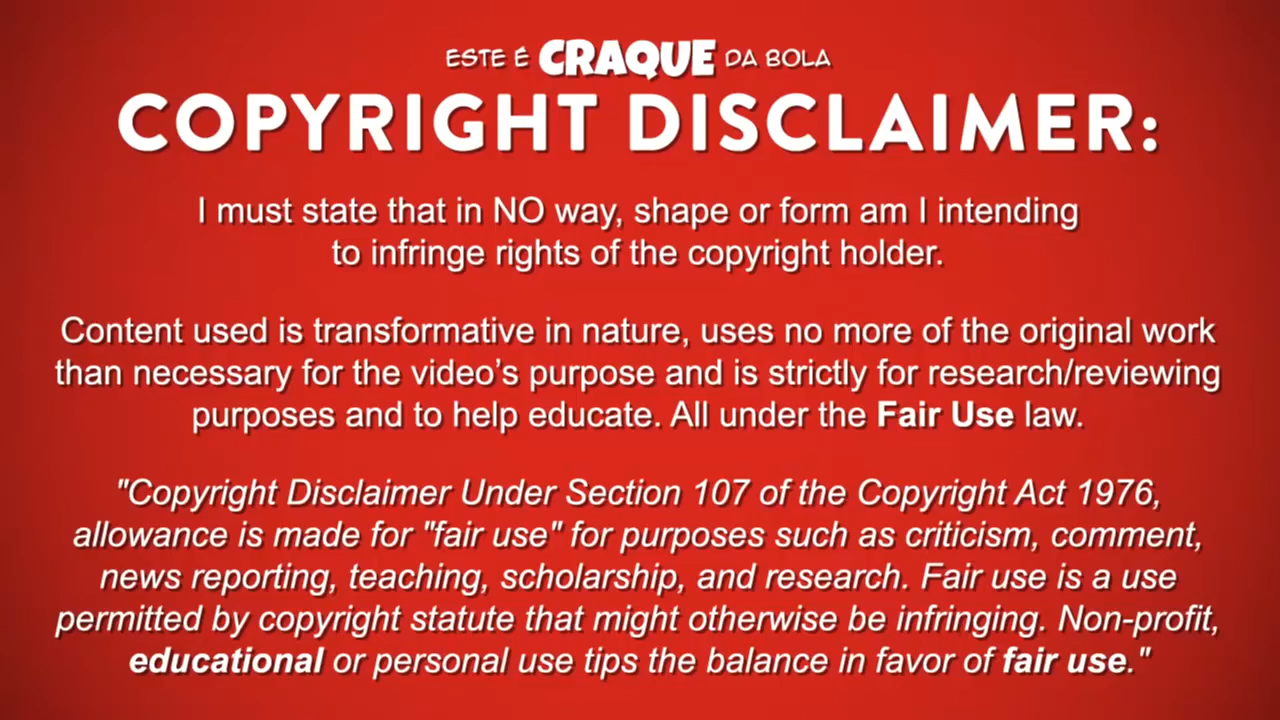 ESTE É CRAQUE DA BOLA
COPYRIGHT DISCLAIMER:
I must state that in NO way, shape or form am I intending
to infringe rights of the copyright holder.
Content used is transformative in nature, uses no more of the original work
than necessary for the video’s purpose and is strictly for research/reviewing
purposes and to help educate. All under the Fair Use law.
"Copyright Disclaimer Under Section 107 of the Copyright Act 1976,
allowance is made for "fair use" for purposes such as criticism, comment,
news reporting, teaching, scholarship, and research. Fair use is a use
permitted by copyright statute that might otherwise be infringing. Non-profit,
educational or personal use tips the balance in favor of fair use."